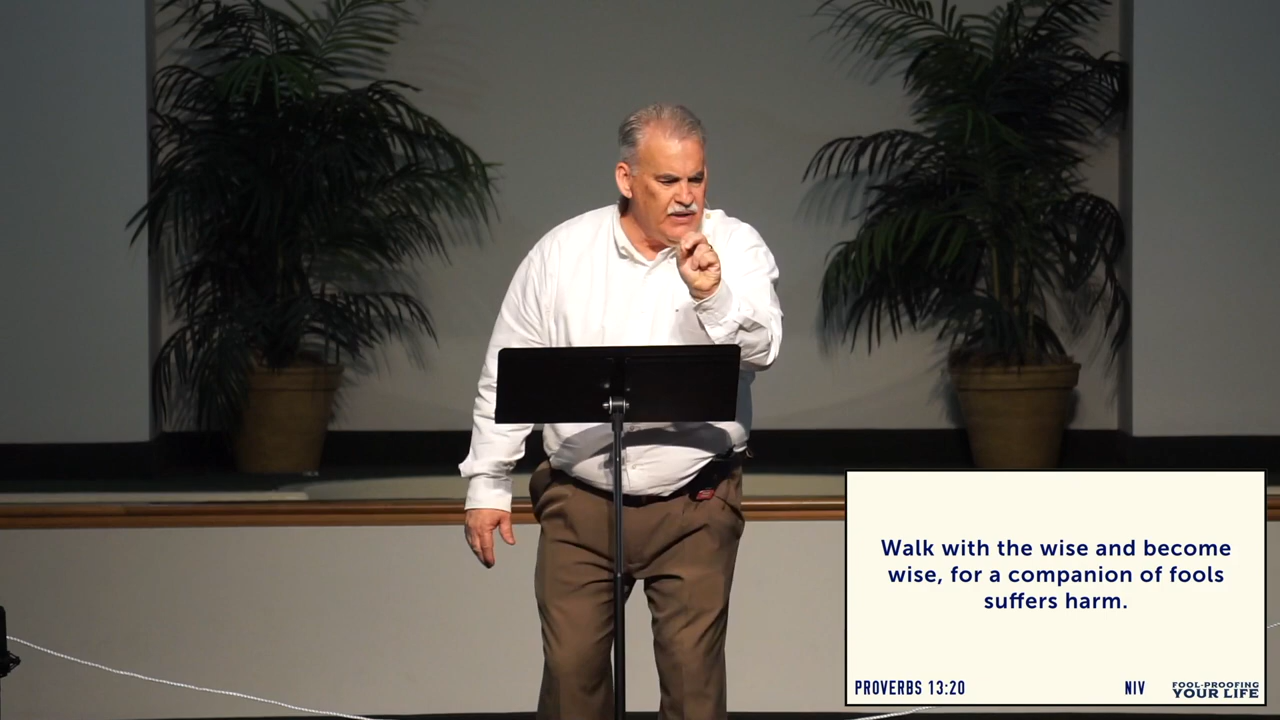 Walk with the wise and become
wise, for a companion of fools
suffers harm.
PROVERBS 13:20 NIV
FOOL-PROOFING
YOUR LIFE